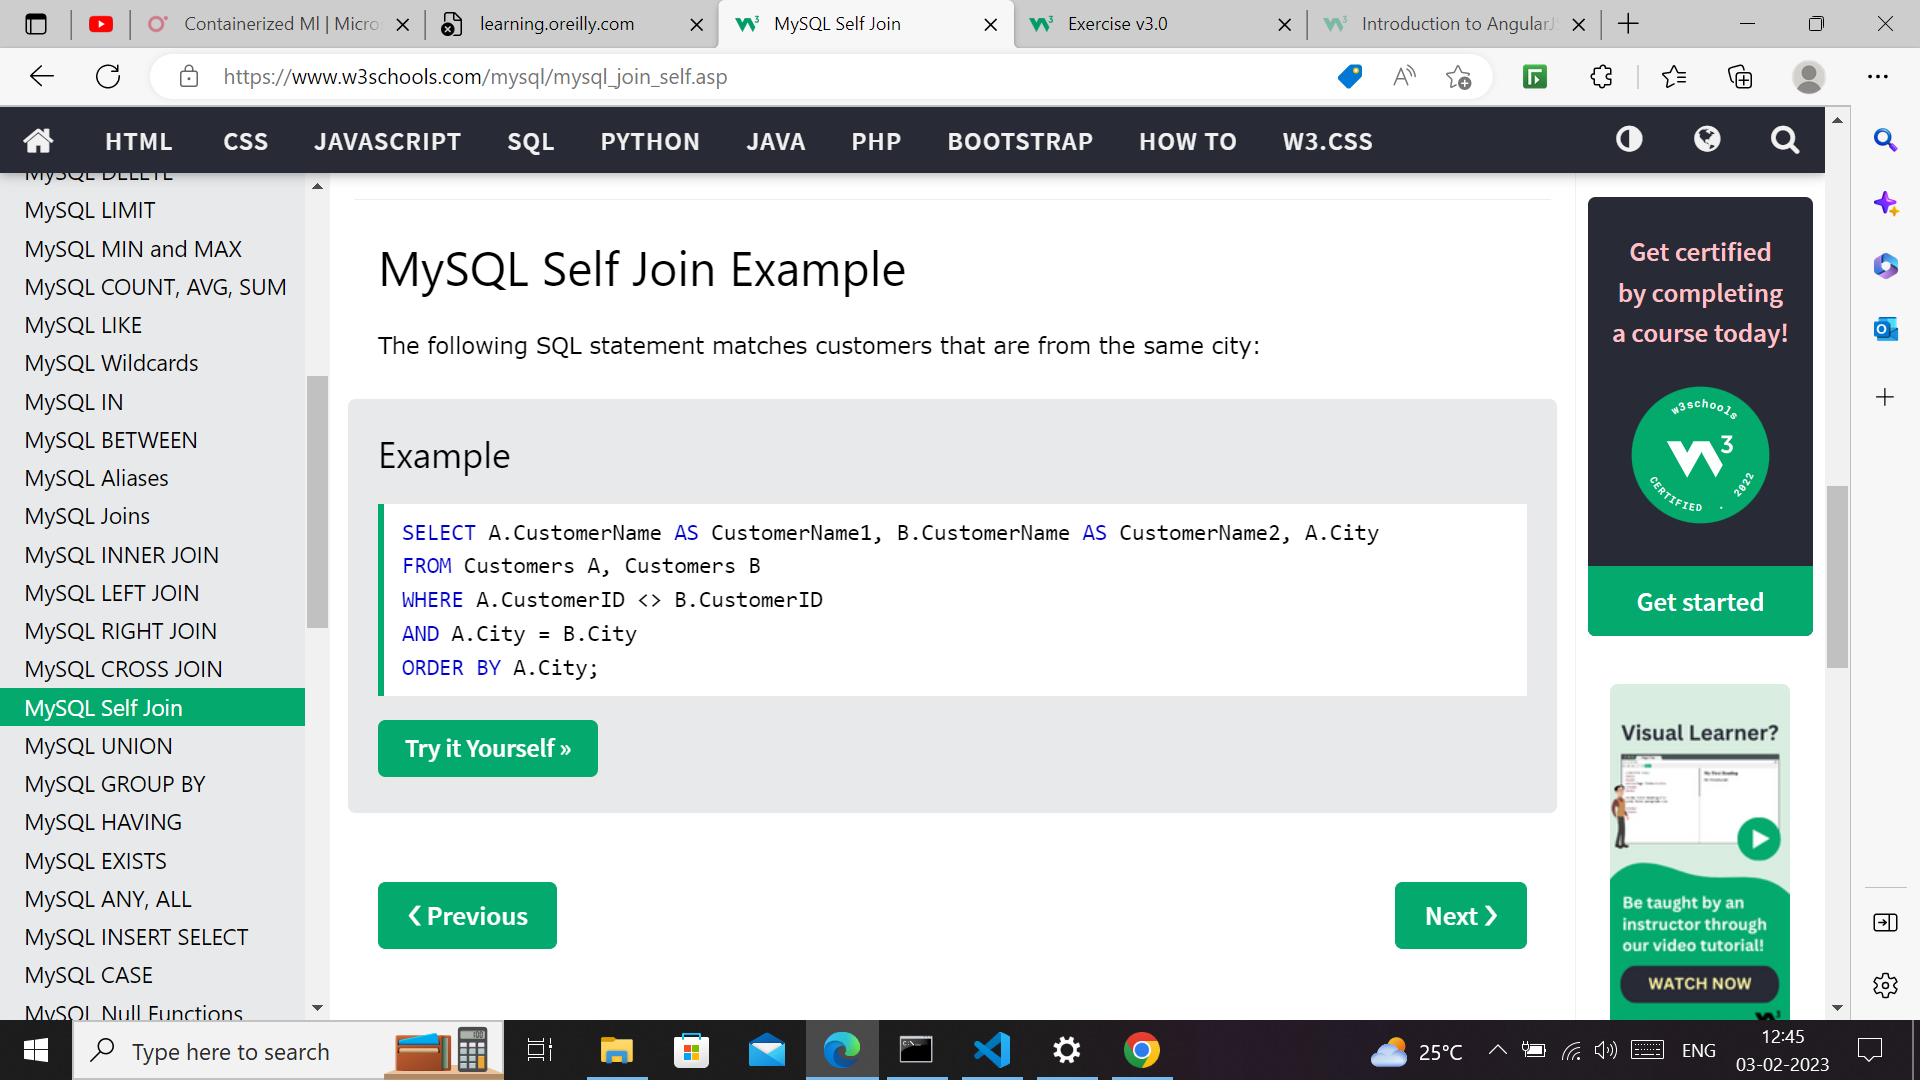 Containerized Ml | Micro
learning.oreilly.com
MySQL Self Join
Exercise v3.0
Introduction to AngularJS
https://www.w3schools.com/mysql/mysql_join_self.asp
HTML CSS JAVASCRIPT SQL PYTHON JAVA PHP BOOTSTRAP HOW TO W3.CSS
MySQL DELETE
MySQL LIMIT
MySQL MIN and MAX
MySQL COUNT, AVG, SUM
MySQL LIKE
MySQL Wildcards
MySQL IN
MySQL BETWEEN
MySQL Aliases
MySQL Joins
MySQL INNER JOIN
MySQL LEFT JOIN
MySQL RIGHT JOIN
MySQL CROSS JOIN
MySQL Self Join
MySQL UNION
MySQL GROUP BY
MySQL HAVING
MySQL EXISTS
MySQL ANY, ALL
MySQL INSERT SELECT
MySQL CASE
MySQL Null Functions
MySQL Self Join Example
The following SQL statement matches customers that are from the same city:
Example
SELECT A.CustomerName AS CustomerName1, B.CustomerName AS CustomerName2, A.City
FROM Customers A, Customers B
WHERE A.CustomerID <> B.CustomerID
AND A.City = B.City
ORDER BY A.City;
Try it Yourself »
❮ Previous
Next ❯
Get certified
by completing
a course today!
w3schools
3
CERTIFIED . 2022
Get started
Visual Learner?
Be taught by an
instructor through
our video tutorial!
WATCH NOW
Type here to search
25°C
ENG
12:45
03-02-2023